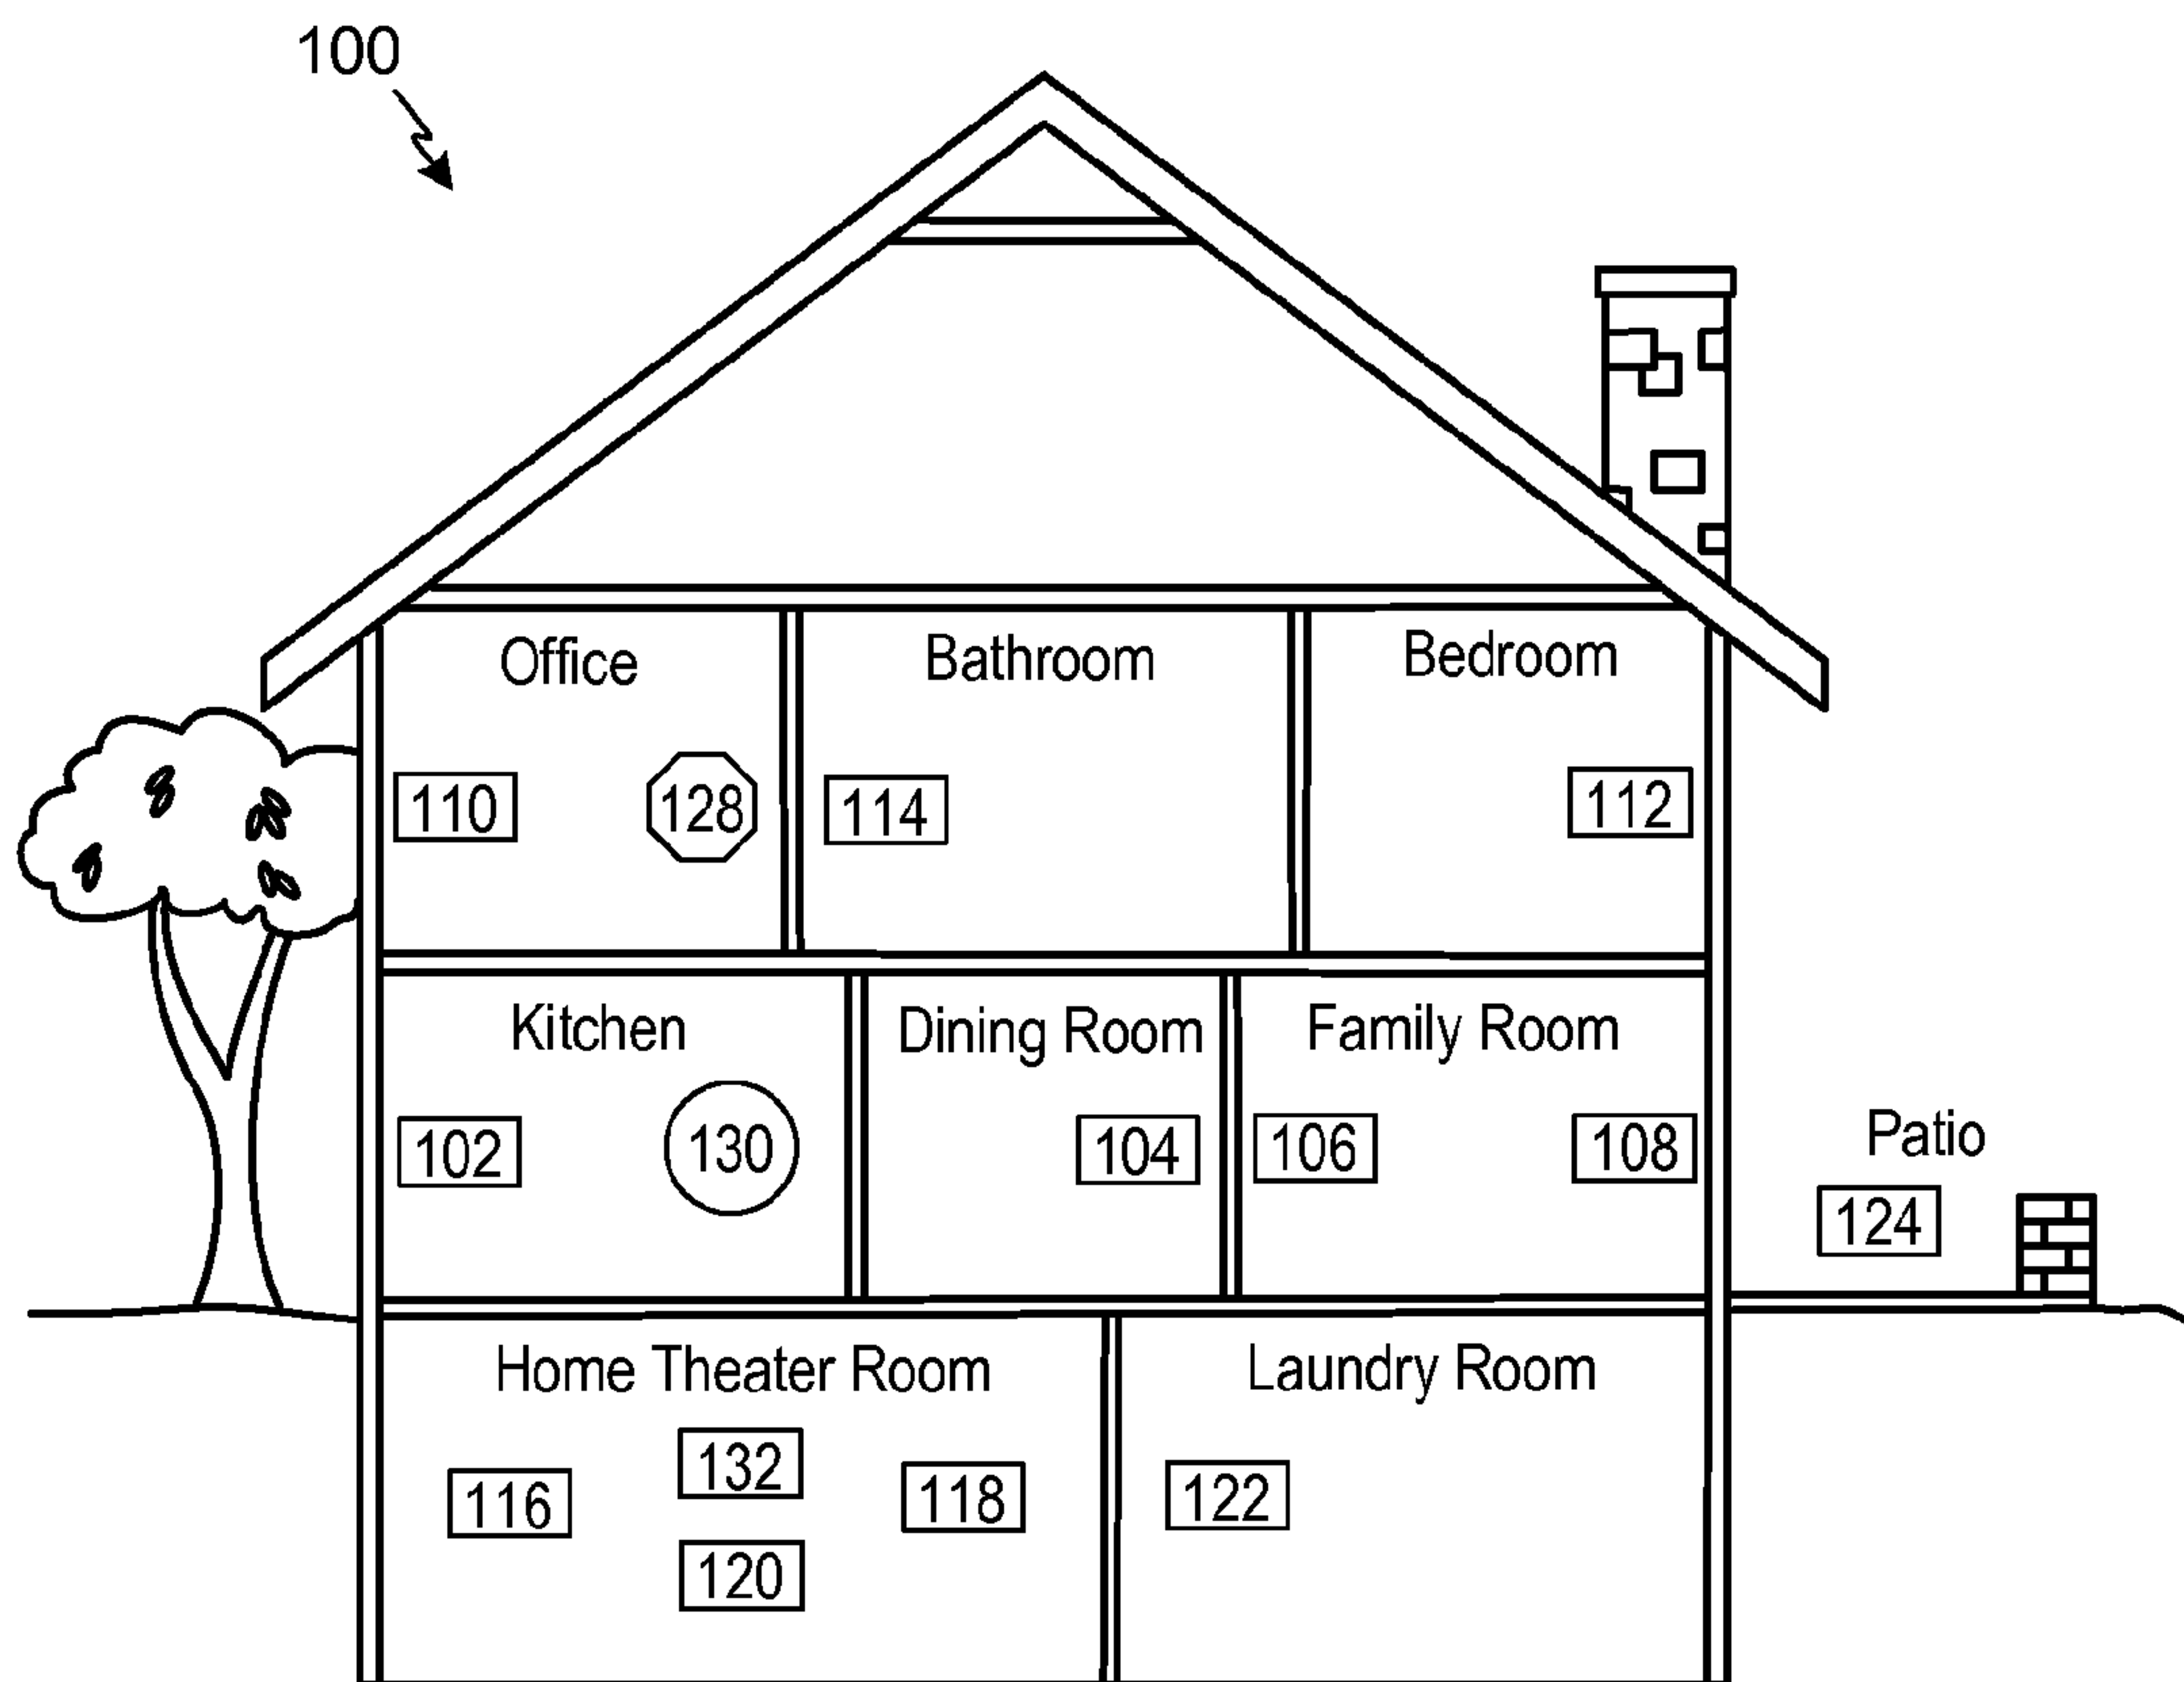 100
Office
Bathroom
Bedroom
110
128
114
112
Kitchen
Dining Room
Family Room
102
130
104
106
108
Patio
124
Home Theater Room
Laundry Room
116
132
118
122
120